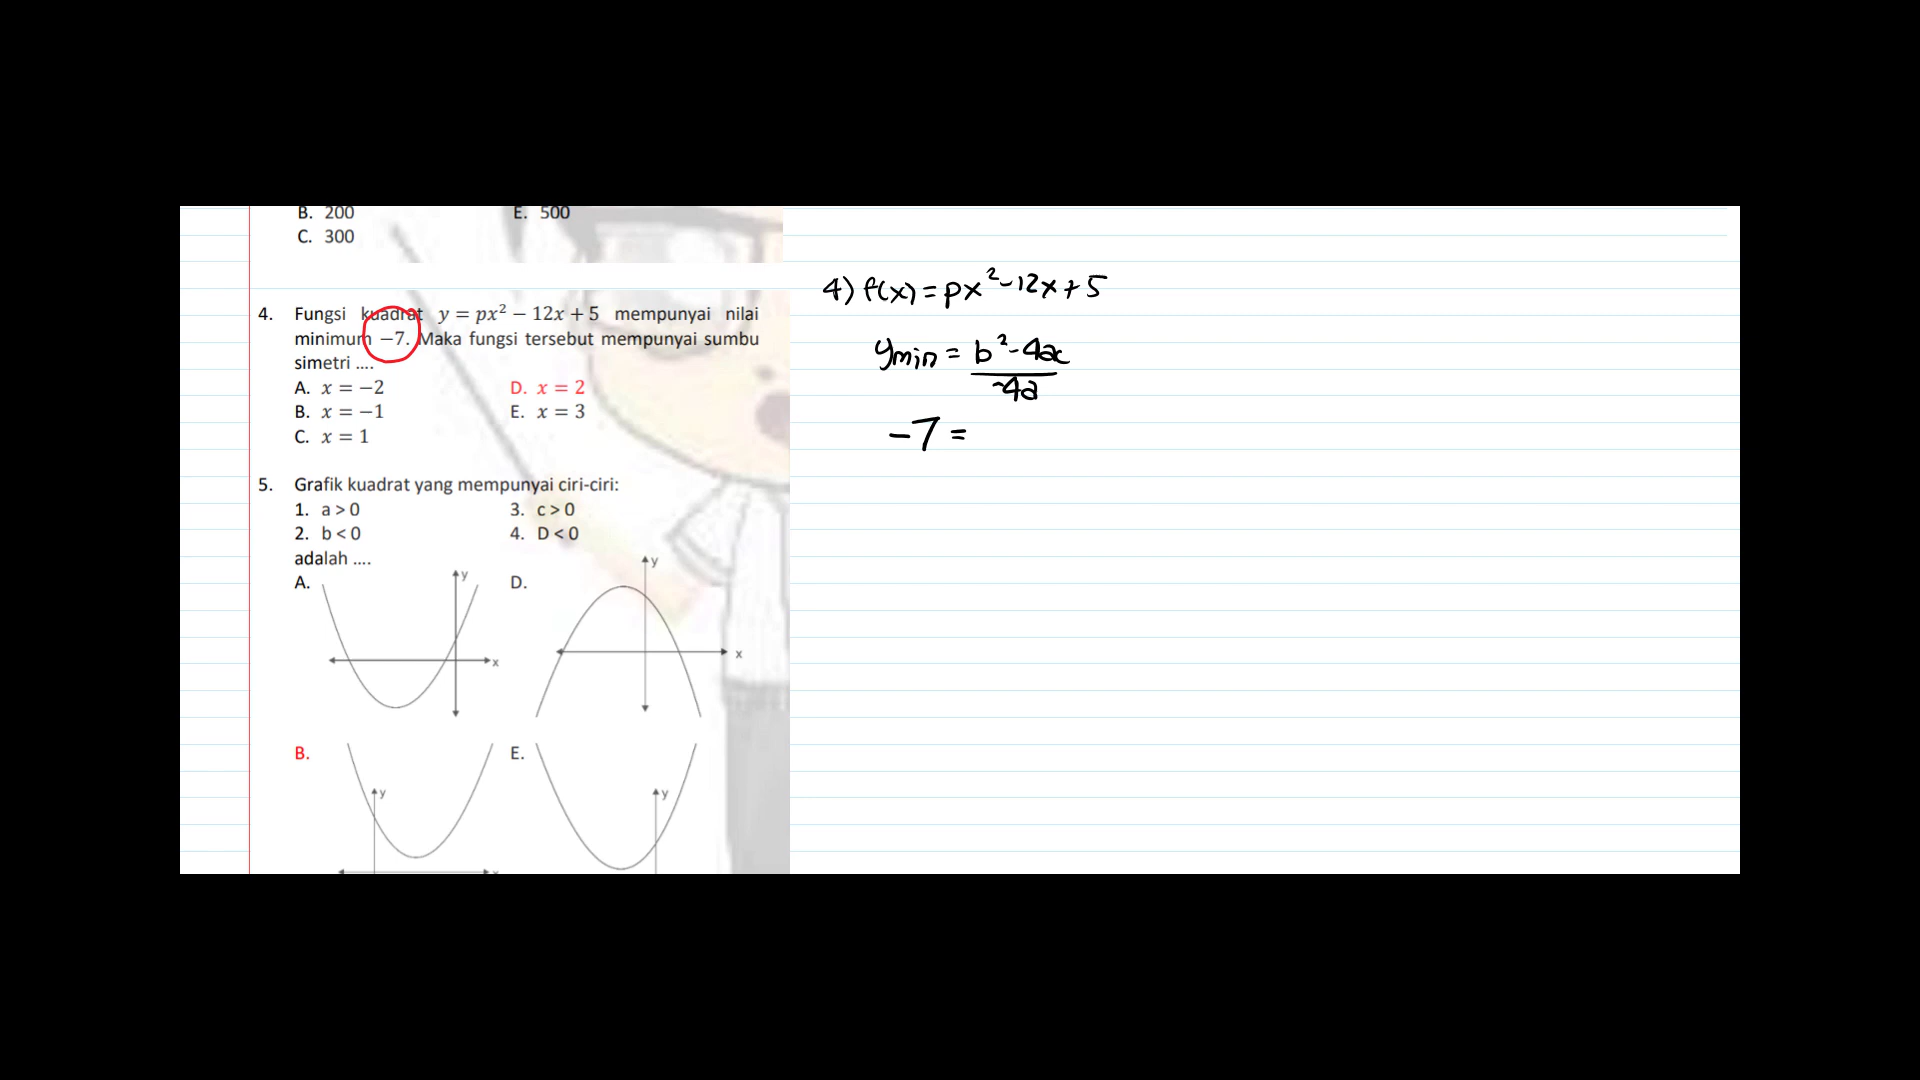 B. 200 E. 500
C. 300
4. Fungsi kuadrat y = px² − 12x + 5 mempunyai nilai
minimum −7. Maka fungsi tersebut mempunyai sumbu
simetri ....
A. x = −2 D. x = 2
B. x = −1 E. x = 3
C. x = 1
5. Grafik kuadrat yang mempunyai ciri-ciri:
1. a > 0 3. c > 0
2. b < 0 4. D < 0
adalah ....
A. y x D. y x
B. y x E. y
4) f(x) = px² - 12x + 5
ymin = b² - 4ac
-4a
-7 =